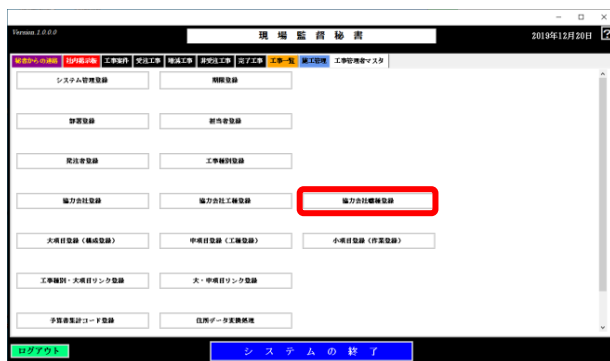 Version 1.0.0.0
現場監督秘書
2019年12月20日
?
秘書からの連絡 社内掲示板 工事案件 受注工事 増減工事 非受注工事 完了工事 工事一覧 施工管理 工事管理者マスタ
システム管理登録 期限登録
部署登録 担当者登録
発注者登録 工事種別登録
協力会社登録 協力会社工種登録 協力会社職種登録
大項目登録（構成登録） 中項目登録（工種登録） 小項目登録（作業登録）
工事種別・大項目リンク登録 大・中項目リンク登録
予算書集計コード登録 住所データ変換処理
ログアウト システムの終了